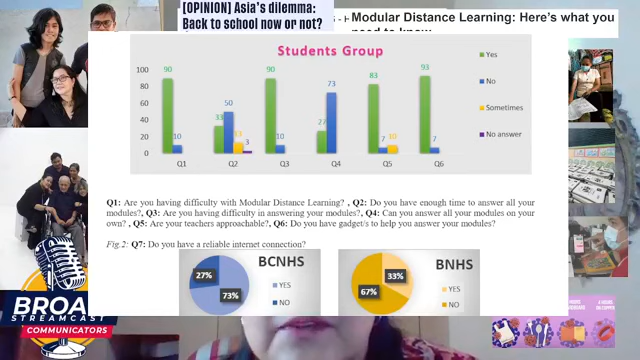 [OPINION] Asia's dilemma:
Back to school now or not?
Modular Distance Learning: Here's what you
Students Group
100
80
60
40
20
0
90
10
33
50
13
3
90
10
27
73
83
7
10
93
7
Q1
Q2
Q3
Q4
Q5
Q6
Yes
No
Sometimes
No answer
Q1: Are you having difficulty with Modular Distance Learning? , Q2: Do you have enough time to answer all your
modules?, Q3: Are you having difficulty in answering your modules?, Q4: Can you answer all your modules on your
own? , Q5: Are your teachers approachable?, Q6: Do you have gadget/s to help you answer your modules?
Fig.2: Q7: Do you have a reliable internet connection?
BCNHS
27%
73%
YES
NO
BNHS
33%
67%
YES
NO
BROA
STREAMCAST
COMMUNICATORS